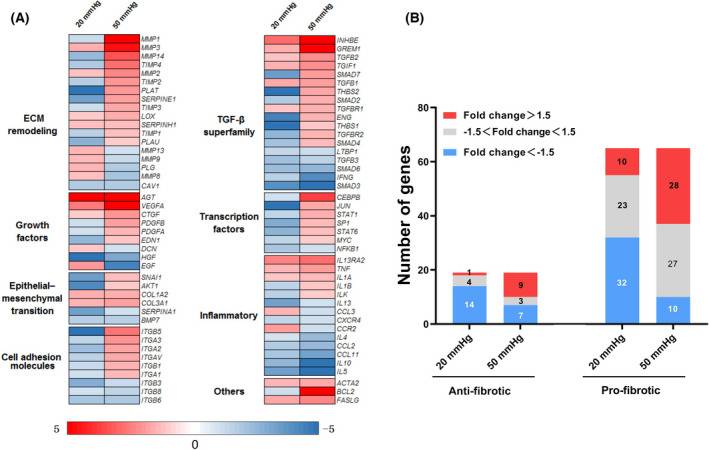 (A)
20 mmHg
50 mmHg
ECM
remodeling
MMP1
MMP3
MMP14
TIMP4
MMP2
TIMP2
PLAT
SERPINE1
TIMP3
LOX
SERPINH1
TIMP1
PLAU
MMP13
MMP9
PLG
MMP8
CAV1
Growth
factors
AGT
VEGFA
CTGF
PDGFB
PDGFA
EDN1
DCN
HGF
EGF
Epithelial–
mesenchymal
transition
SNAI1
AKT1
COL1A2
COL3A1
SERPINA1
BMP7
Cell adhesion
molecules
ITGB5
ITGA3
ITGA2
ITGAV
ITGB1
ITGA1
ITGB3
ITGB8
ITGB6
20 mmHg
50 mmHg
TGF-β
superfamily
INHBE
GREM1
TGFB2
TGIF1
SMAD7
TGFB1
THBS2
SMAD2
TGFBR1
ENG
THBS1
TGFBR2
SMAD4
LTBP1
TGFB3
SMAD6
IFNG
SMAD3
Transcription
factors
CEBPB
JUN
STAT1
SP1
STAT6
MYC
NFKB1
Inflammatory
IL13RA2
TNF
IL1A
IL1B
ILK
IL13
CCL3
CXCR4
CCR2
IL4
CCL2
CCL11
IL10
IL5
Others
ACTA2
BCL2
FASLG
5
0
-5
(B)
Fold change>1.5
-1.5<Fold change<1.5
Fold change<-1.5
Number of genes
80
60
40
20
0
1
4
14
9
3
7
10
23
32
28
27
10
20 mmHg
50 mmHg
20 mmHg
50 mmHg
Anti-fibrotic
Pro-fibrotic